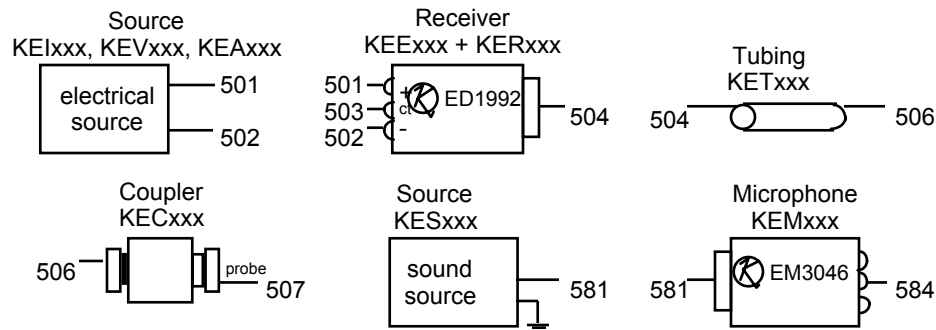 Source
KEIxxx, KEVxxx, KEAxxx
electrical
source
501
502
Receiver
KEExxx + KERxxx
501
503
502
+
ct
-
K
ED1992
504
Tubing
KETxxx
504
506
Coupler
KECxxx
506
probe
507
Source
KESxxx
sound
source
581
Microphone
KEMxxx
581
K
EM3046
584